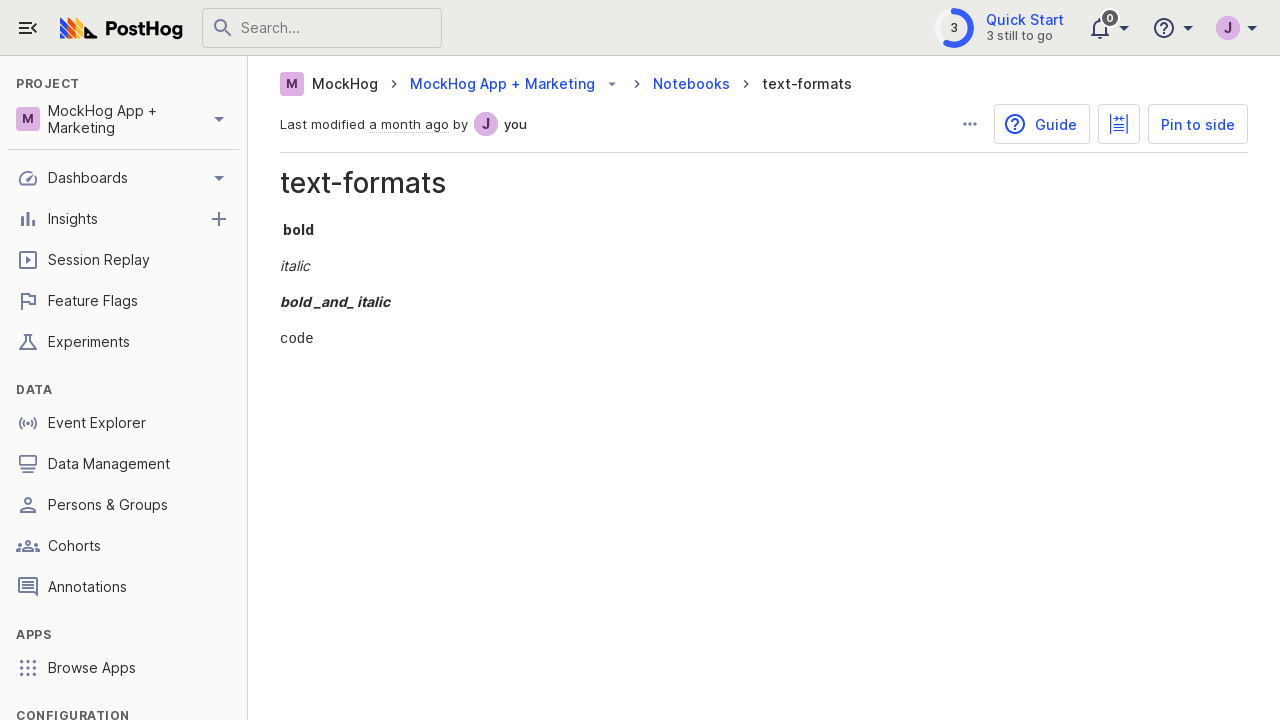 PostHog
Search...
3
Quick Start
3 still to go
0
J
PROJECT
M
MockHog App +
Marketing
Dashboards
Insights
Session Replay
Feature Flags
Experiments
DATA
Event Explorer
Data Management
Persons & Groups
Cohorts
Annotations
APPS
Browse Apps
CONFIGURATION
M MockHog MockHog App + Marketing Notebooks text-formats
Last modified a month ago by J you
Guide
Pin to side
text-formats
bold
italic
bold _and_ italic
code